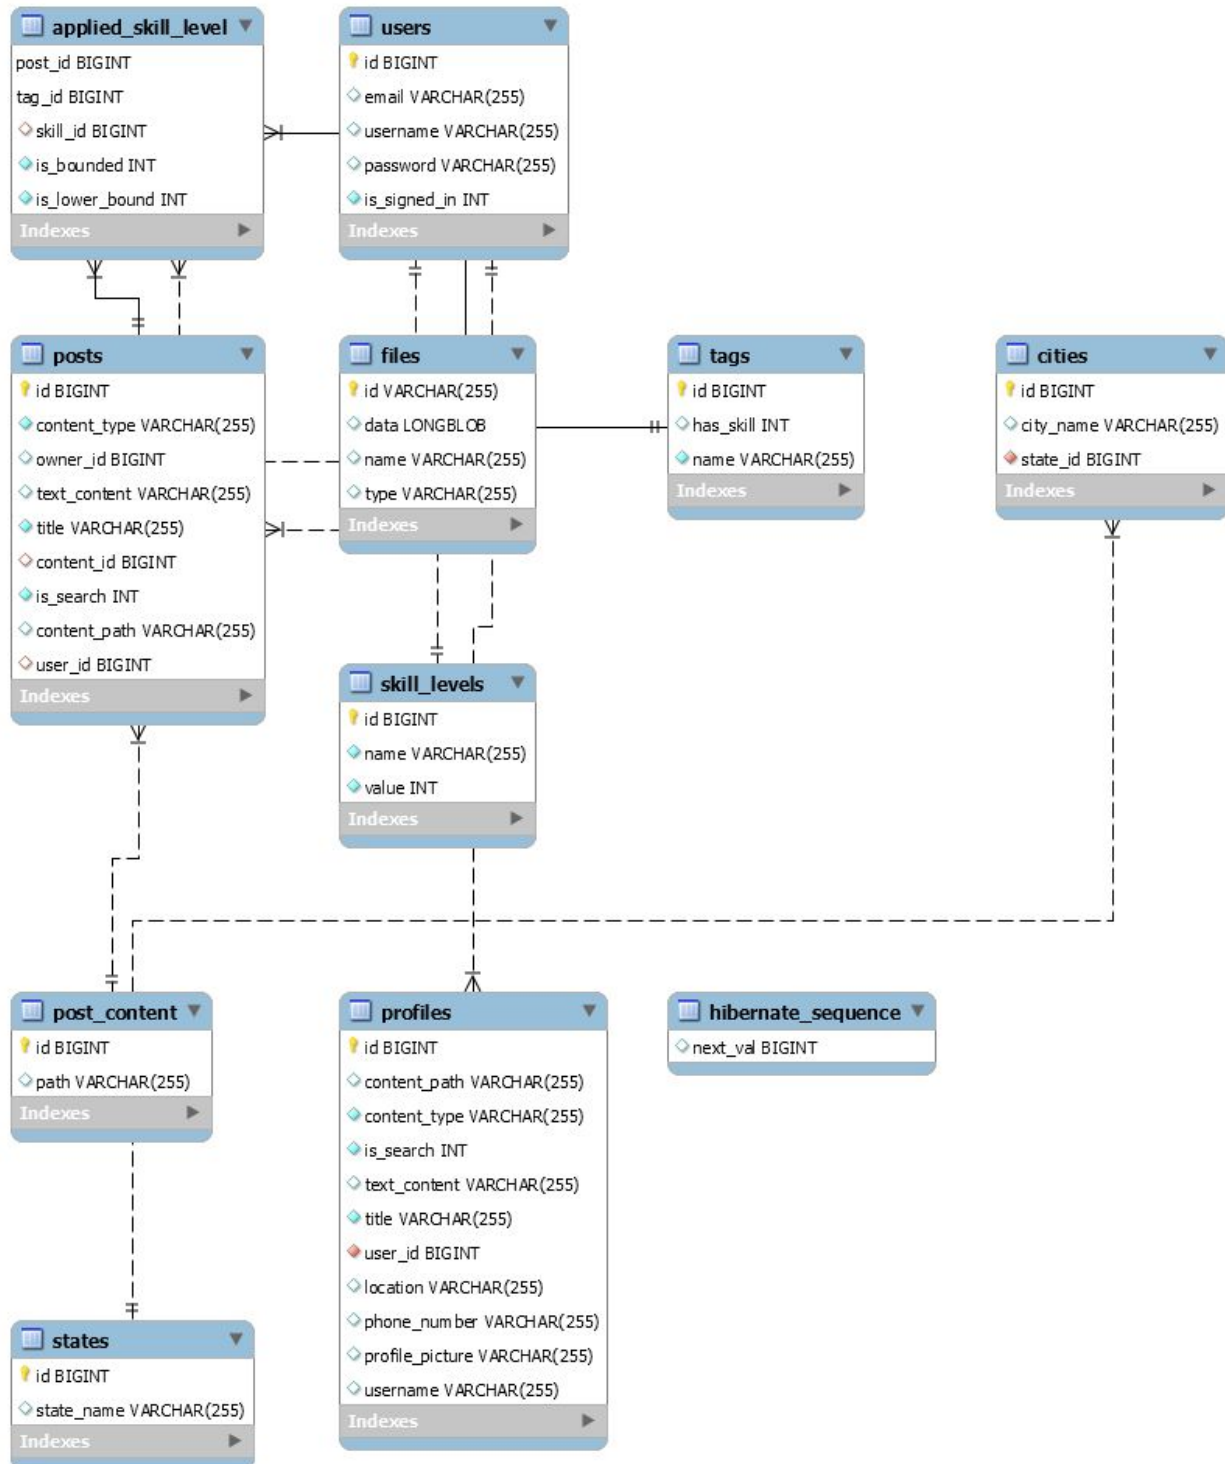 applied_skill_level
post_id BIGINT
tag_id BIGINT
skill_id BIGINT
is_bounded INT
is_lower_bound INT
Indexes
users
id BIGINT
email VARCHAR(255)
username VARCHAR(255)
password VARCHAR(255)
is_signed_in INT
Indexes
posts
id BIGINT
content_type VARCHAR(255)
owner_id BIGINT
text_content VARCHAR(255)
title VARCHAR(255)
content_id BIGINT
is_search INT
content_path VARCHAR(255)
user_id BIGINT
Indexes
files
id VARCHAR(255)
data LONGBLOB
name VARCHAR(255)
type VARCHAR(255)
Indexes
tags
id BIGINT
has_skill INT
name VARCHAR(255)
Indexes
cities
id BIGINT
city_name VARCHAR(255)
state_id BIGINT
Indexes
skill_levels
id BIGINT
name VARCHAR(255)
value INT
Indexes
post_content
id BIGINT
path VARCHAR(255)
Indexes
profiles
id BIGINT
content_path VARCHAR(255)
content_type VARCHAR(255)
is_search INT
text_content VARCHAR(255)
title VARCHAR(255)
user_id BIGINT
location VARCHAR(255)
phone_number VARCHAR(255)
profile_picture VARCHAR(255)
username VARCHAR(255)
Indexes
hibernate_sequence
next_val BIGINT
states
id BIGINT
state_name VARCHAR(255)
Indexes